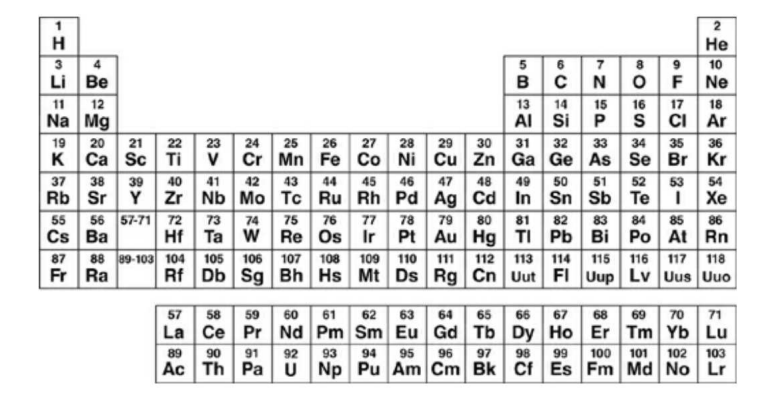 1 2
H He
3 4 5 6 7 8 9 10
Li Be B C N O F Ne
11 12 13 14 15 16 17 18
Na Mg Al Si P S Cl Ar
19 20 21 22 23 24 25 26 27 28 29 30 31 32 33 34 35 36
K Ca Sc Ti V Cr Mn Fe Co Ni Cu Zn Ga Ge As Se Br Kr
37 38 39 40 41 42 43 44 45 46 47 48 49 50 51 52 53 54
Rb Sr Y Zr Nb Mo Tc Ru Rh Pd Ag Cd In Sn Sb Te I Xe
55 56 57-71 72 73 74 75 76 77 78 79 80 81 82 83 84 85 86
Cs Ba Hf Ta W Re Os Ir Pt Au Hg Tl Pb Bi Po At Rn
87 88 89-103 104 105 106 107 108 109 110 111 112 113 114 115 116 117 118
Fr Ra Rf Db Sg Bh Hs Mt Ds Rg Cn Uut Fl Uup Lv Uus Uuo
57 58 59 60 61 62 63 64 65 66 67 68 69 70 71
La Ce Pr Nd Pm Sm Eu Gd Tb Dy Ho Er Tm Yb Lu
89 90 91 92 93 94 95 96 97 98 99 100 101 102 103
Ac Th Pa U Np Pu Am Cm Bk Cf Es Fm Md No Lr